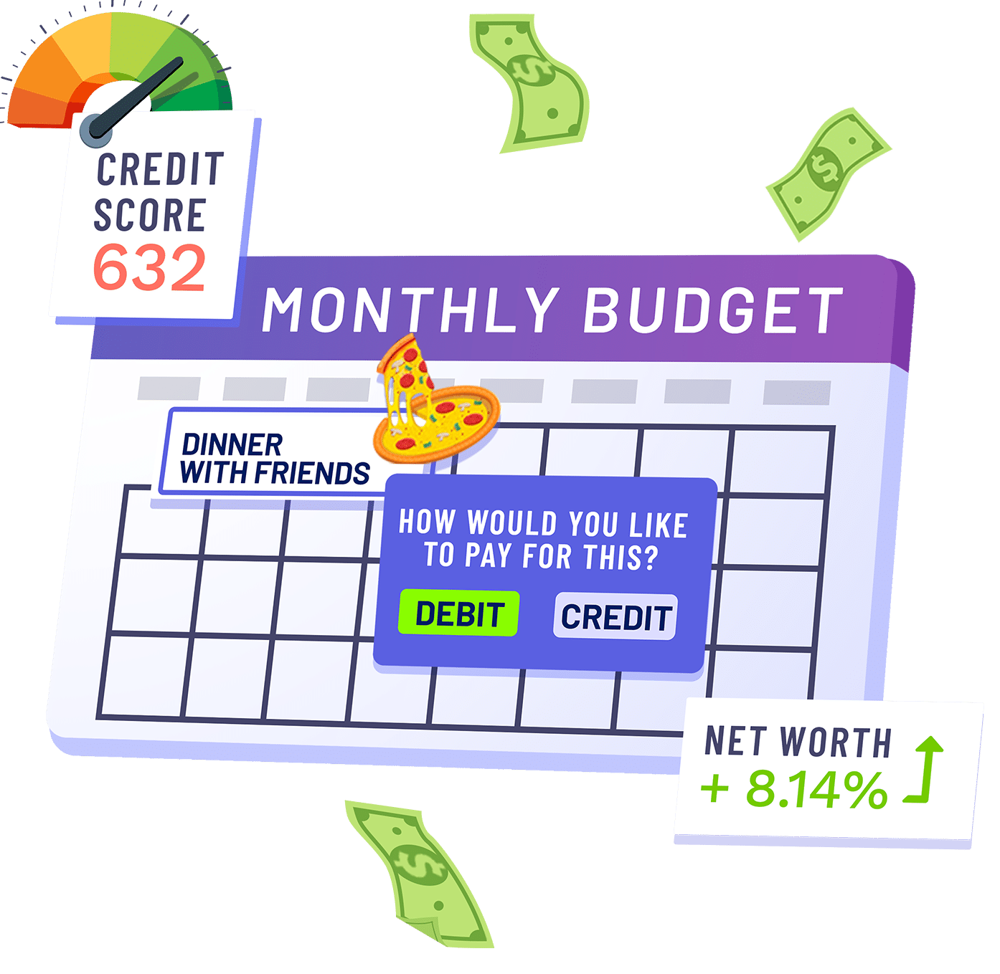 CREDIT
SCORE
632
MONTHLY BUDGET
DINNER
WITH FRIENDS
HOW WOULD YOU LIKE
TO PAY FOR THIS?
DEBIT
CREDIT
NET WORTH
+ 8.14%